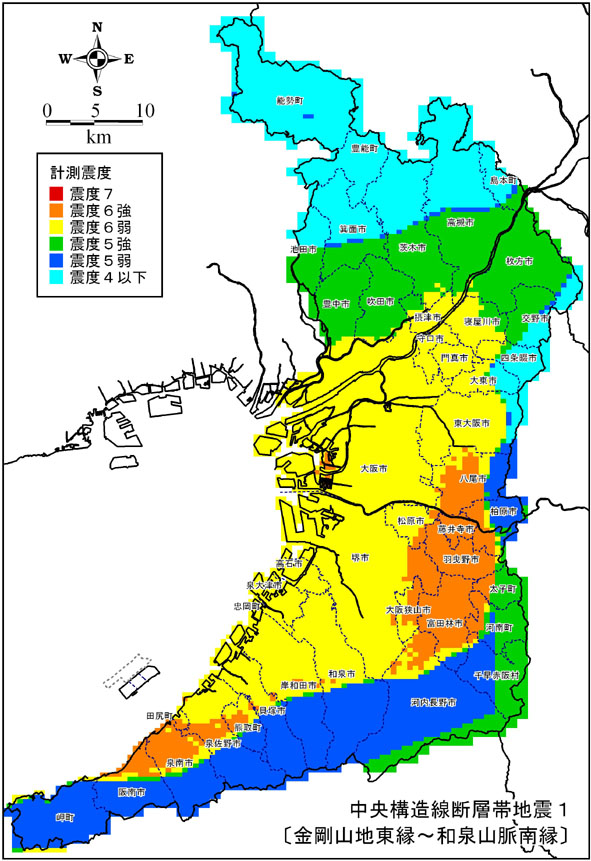 N
W E
S
0 5 10
km
計測震度
震度７
震度６強
震度６弱
震度５強
震度５弱
震度４以下
能勢町
豊能町
島本町
高槻市
箕面市
茨木市
池田市
枚方市
豊中市
吹田市
摂津市
寝屋川市
交野市
守口市
門真市
四条畷市
大東市
東大阪市
大阪市
八尾市
柏原市
松原市
藤井寺市
堺市
羽曳野市
高石市
泉大津市
太子町
忠岡町
大阪狭山市
富田林市
河南町
和泉市
千早赤阪村
岸和田市
河内長野市
貝塚市
田尻町
熊取町
泉佐野市
泉南市
阪南市
岬町
中央構造線断層帯地震１
〔金剛山地東縁～和泉山脈南縁〕